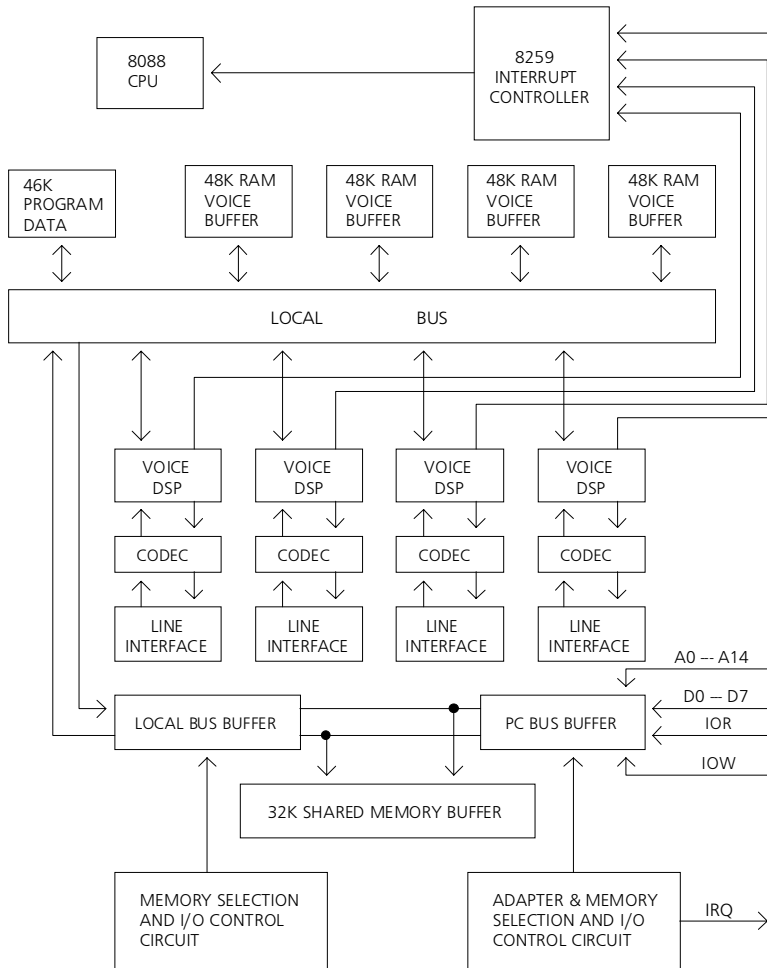 8088
CPU
8259
INTERRUPT
CONTROLLER
46K
PROGRAM
DATA
48K RAM
VOICE
BUFFER
48K RAM
VOICE
BUFFER
48K RAM
VOICE
BUFFER
48K RAM
VOICE
BUFFER
LOCAL BUS
VOICE
DSP
VOICE
DSP
VOICE
DSP
VOICE
DSP
CODEC
CODEC
CODEC
CODEC
LINE
INTERFACE
LINE
INTERFACE
LINE
INTERFACE
LINE
INTERFACE
A0 --- A14
D0 --- D7
IOR
IOW
LOCAL BUS BUFFER
PC BUS BUFFER
32K SHARED MEMORY BUFFER
MEMORY SELECTION
AND I/O CONTROL
CIRCUIT
ADAPTER & MEMORY
SELECTION AND I/O
CONTROL CIRCUIT
IRQ